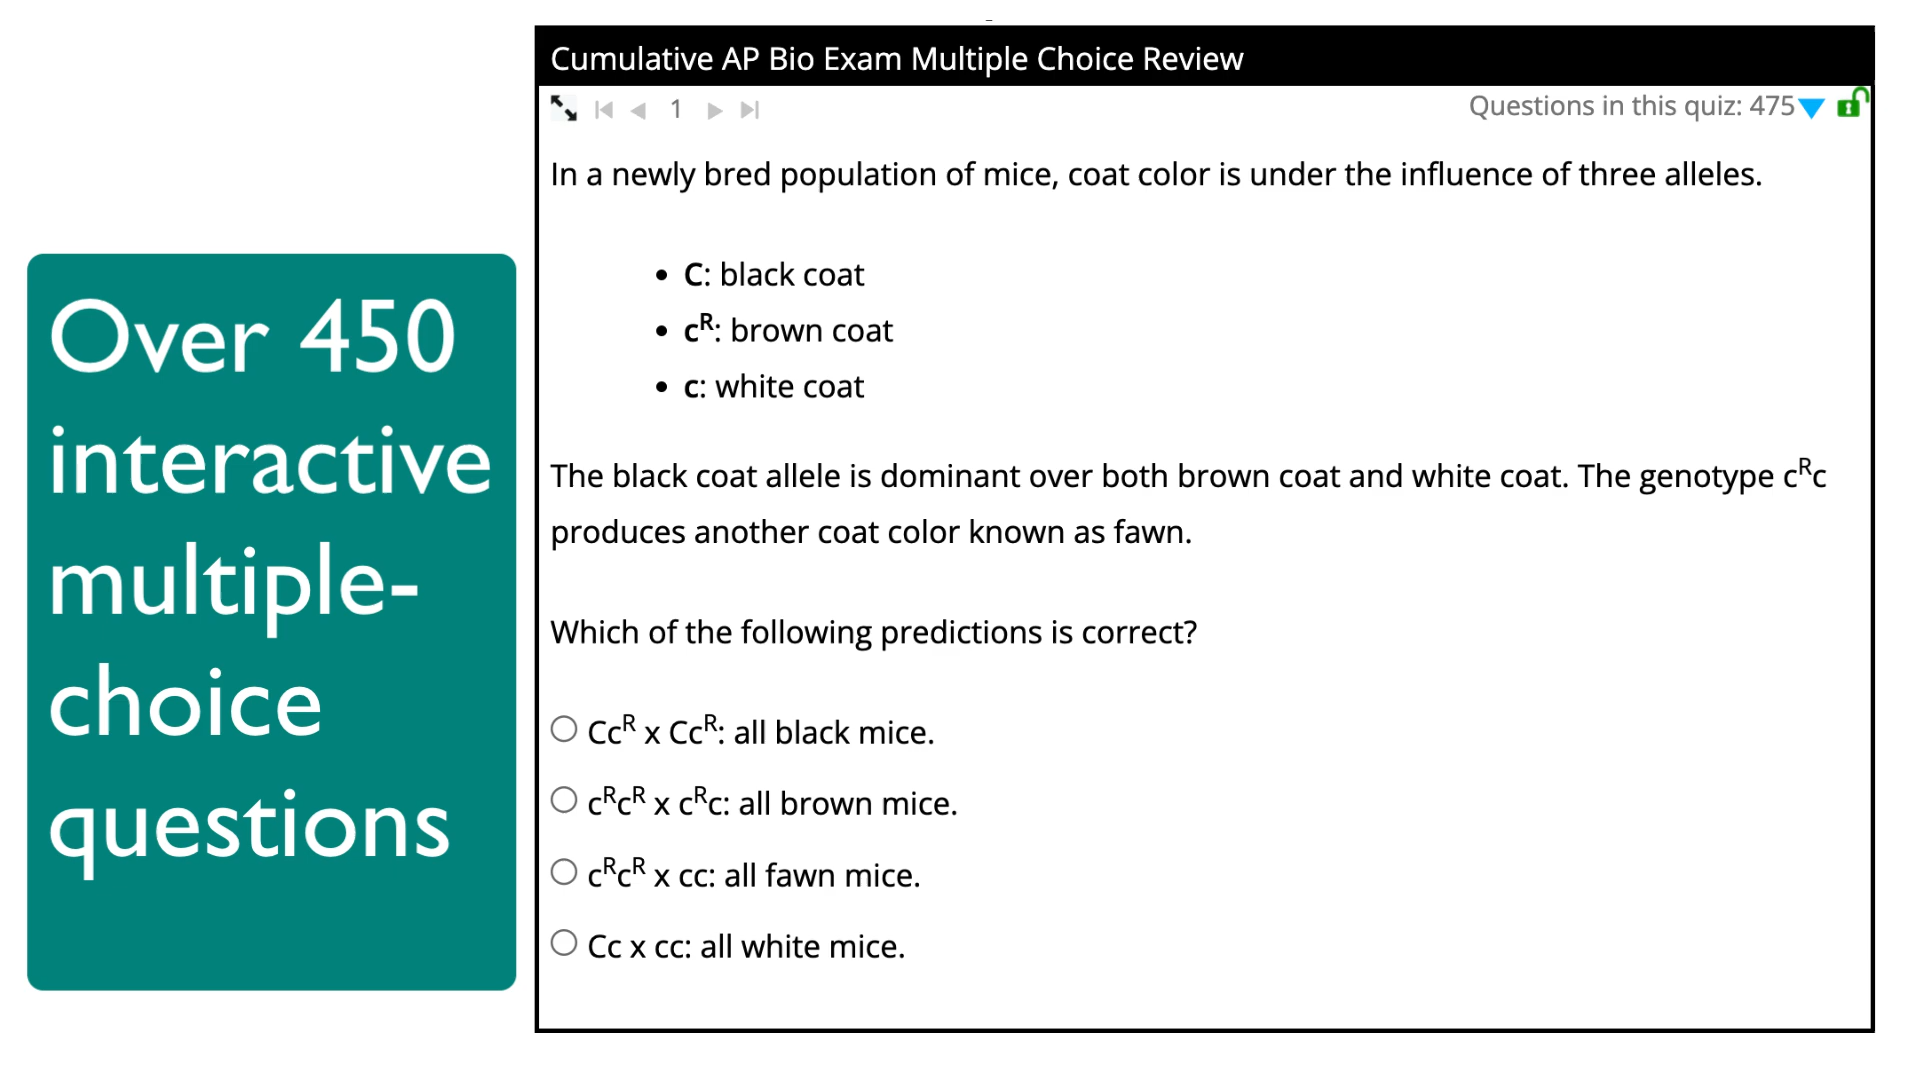 Over 450
interactive
multiple-
choice
questions
Cumulative AP Bio Exam Multiple Choice Review
1
Questions in this quiz: 475
In a newly bred population of mice, coat color is under the influence of three alleles.
• C: black coat
• cᴿ: brown coat
• c: white coat
The black coat allele is dominant over both brown coat and white coat. The genotype cᴿc
produces another coat color known as fawn.
Which of the following predictions is correct?
Ccᴿ x Ccᴿ: all black mice.
cᴿcᴿ x cᴿc: all brown mice.
cᴿcᴿ x cc: all fawn mice.
Cc x cc: all white mice.